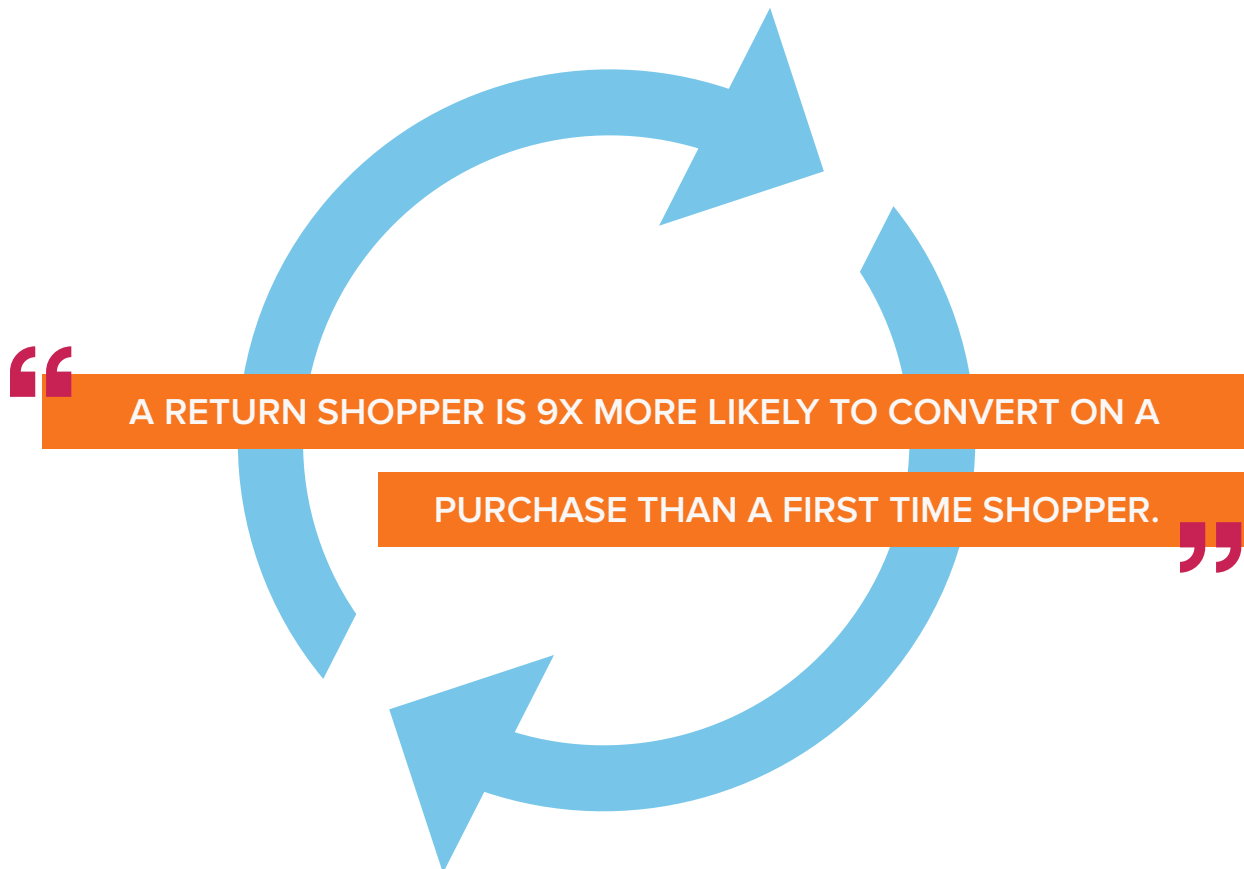 “A RETURN SHOPPER IS 9X MORE LIKELY TO CONVERT ON A
PURCHASE THAN A FIRST TIME SHOPPER.”